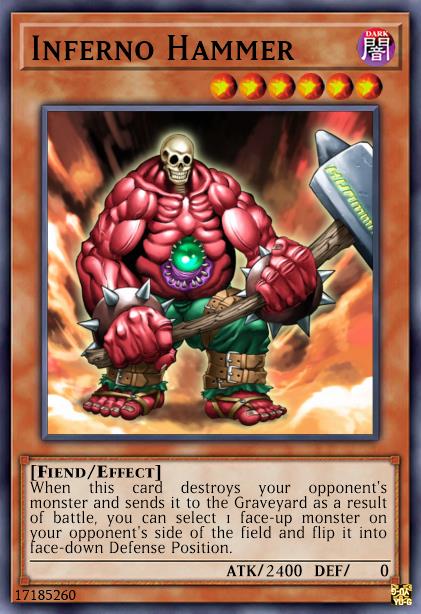 Inferno Hammer
DARK
闇
[Fiend/Effect]
When this card destroys your opponent's
monster and sends it to the Graveyard as a result
of battle, you can select 1 face-up monster on
your opponent's side of the field and flip it into
face-down Defense Position.
ATK/2400 DEF/ 0
17185260